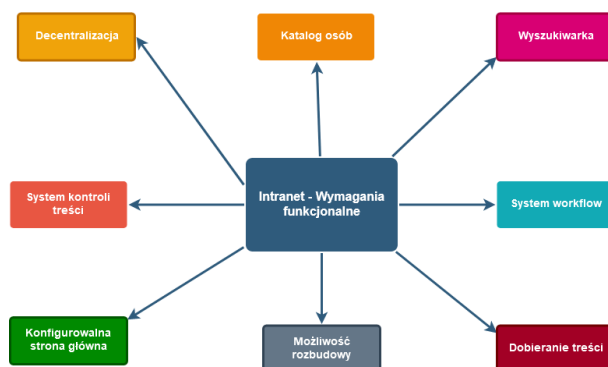 Decentralizacja
Katalog osób
Wyszukiwarka
System kontroli
treści
Intranet - Wymagania
funkcjonalne
System workflow
Konfigurowalna
strona główna
Możliwość
rozbudowy
Dobieranie treści